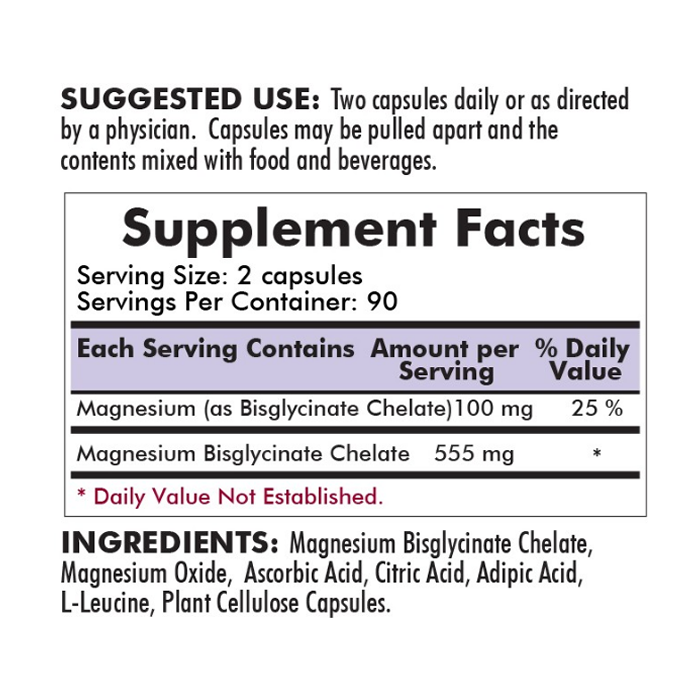 SUGGESTED USE: Two capsules daily or as directed
by a physician. Capsules may be pulled apart and the
contents mixed with food and beverages.
Supplement Facts
Serving Size: 2 capsules
Servings Per Container: 90
Each Serving Contains Amount per % Daily
Serving Value
Magnesium (as Bisglycinate Chelate)100 mg 25 %
Magnesium Bisglycinate Chelate 555 mg *
* Daily Value Not Established.
INGREDIENTS: Magnesium Bisglycinate Chelate,
Magnesium Oxide, Ascorbic Acid, Citric Acid, Adipic Acid,
L-Leucine, Plant Cellulose Capsules.